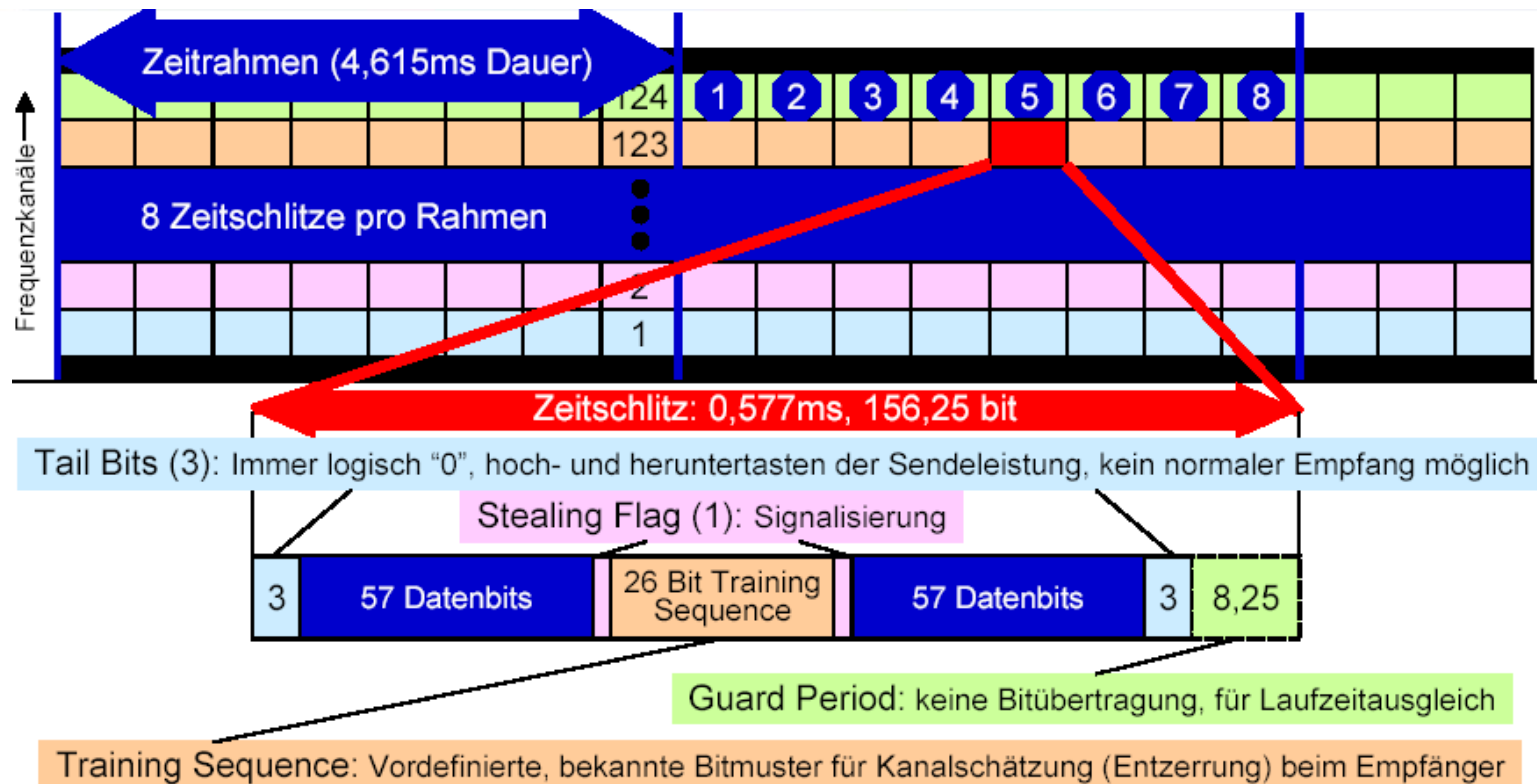 Zeitrahmen (4,615ms Dauer)
Frequenzkanäle
124 1 2 3 4 5 6 7 8
123
8 Zeitschlitze pro Rahmen
2
1
Zeitschlitz: 0,577ms, 156,25 bit
Tail Bits (3): Immer logisch “0”, hoch- und heruntertasten der Sendeleistung, kein normaler Empfang möglich
Stealing Flag (1): Signalisierung
3 57 Datenbits 26 Bit Training 57 Datenbits 3 8,25
Sequence
Guard Period: keine Bitübertragung, für Laufzeitausgleich
Training Sequence: Vordefinierte, bekannte Bitmuster für Kanalschätzung (Entzerrung) beim Empfänger